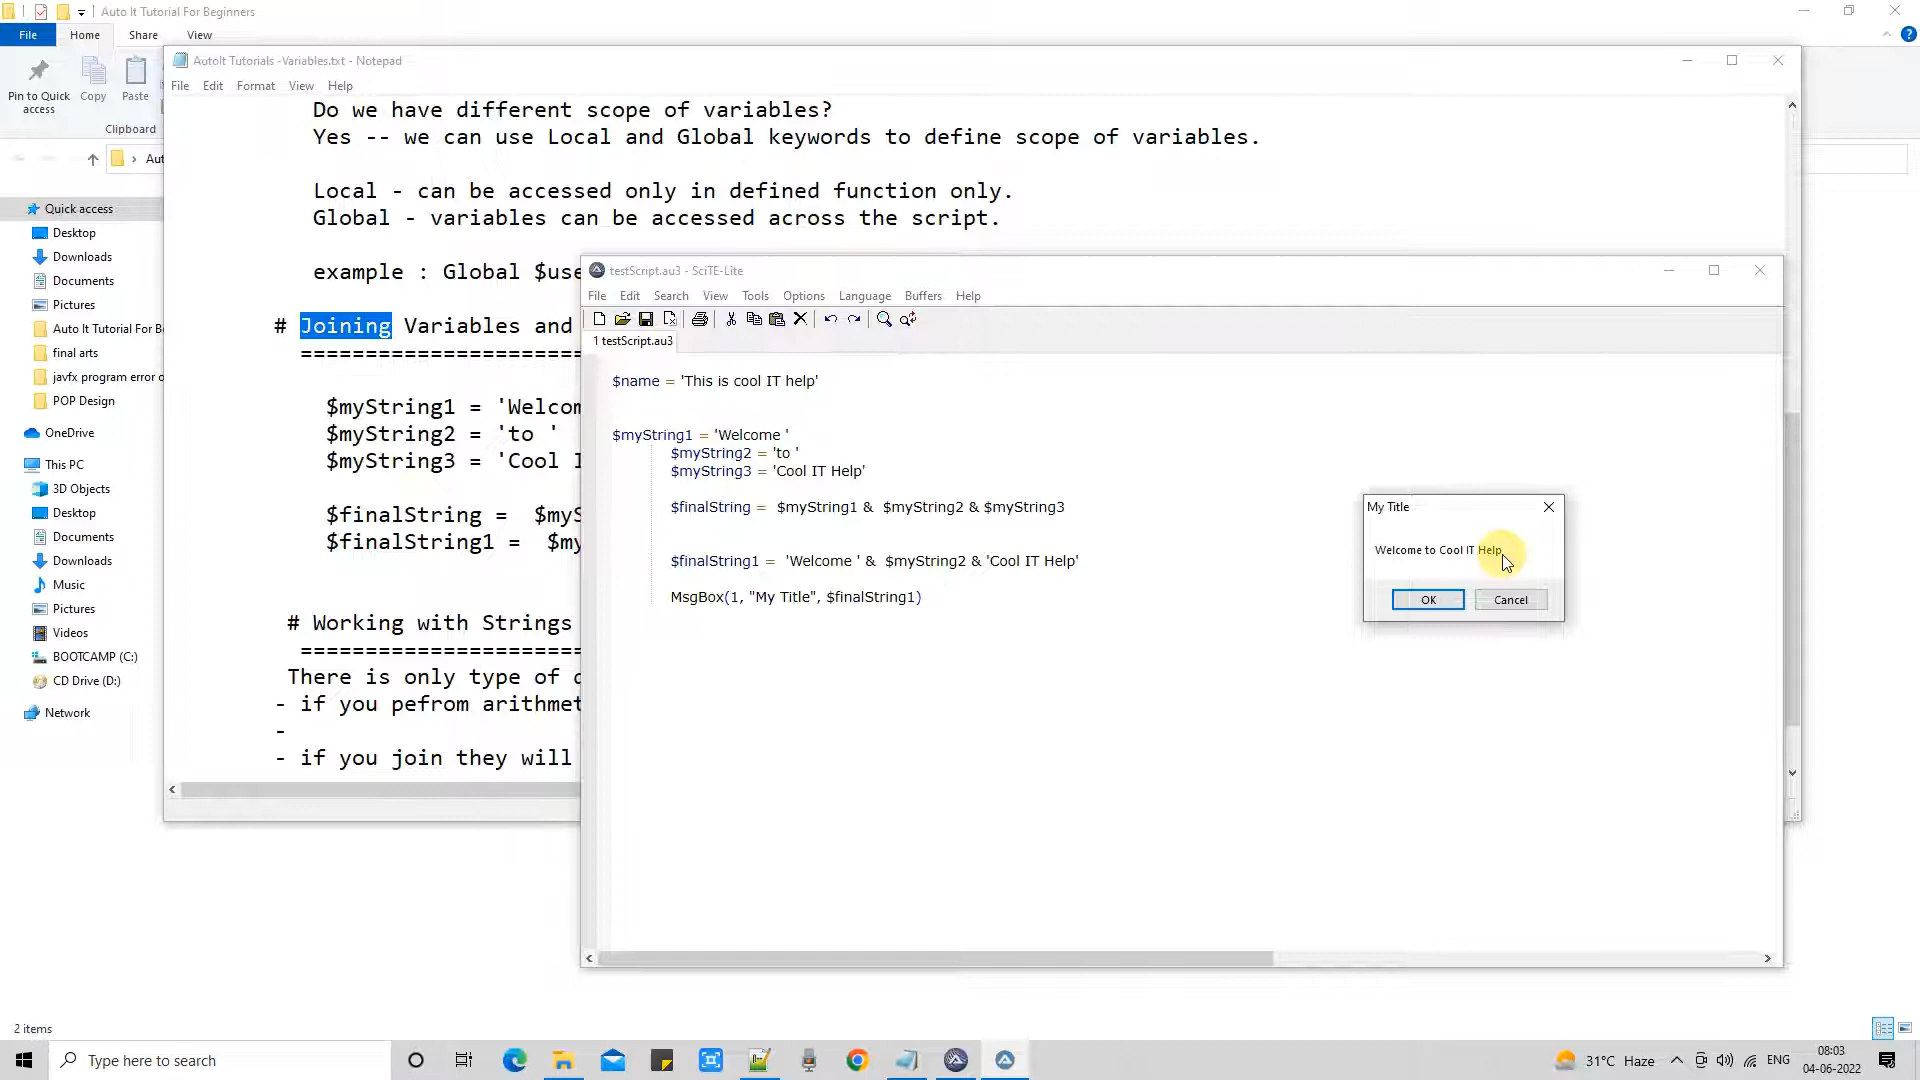 Auto It Tutorial For Beginners
File Home Share View
Pin to Quick access
Copy
Paste
Clipboard
Aut
Quick access
Desktop
Downloads
Documents
Pictures
Auto It Tutorial For B
final arts
javfx program error o
POP Design
OneDrive
This PC
3D Objects
Desktop
Documents
Downloads
Music
Pictures
Videos
BOOTCAMP (C:)
CD Drive (D:)
Network
2 items
AutoIt Tutorials -Variables.txt - Notepad
File Edit Format View Help
Do we have different scope of variables?
Yes -- we can use Local and Global keywords to define scope of variables.
Local - can be accessed only in defined function only.
Global - variables can be accessed across the script.
example : Global $use
# Joining Variables and
=====================
$myString1 = 'Welcom
$myString2 = 'to '
$myString3 = 'Cool I
$finalString = $myS
$finalString1 = $my
# Working with Strings
=====================
There is only type of d
- if you pefrom arithmet
-
- if you join they will
testScript.au3 - SciTE-Lite
File Edit Search View Tools Options Language Buffers Help
1 testScript.au3
$name = 'This is cool IT help'
$myString1 = 'Welcome '
$myString2 = 'to '
$myString3 = 'Cool IT Help'
$finalString = $myString1 & $myString2 & $myString3
$finalString1 = 'Welcome ' & $myString2 & 'Cool IT Help'
MsgBox(1, "My Title", $finalString1)
My Title
Welcome to Cool IT Help
OK Cancel
Type here to search
31°C Haze
ENG
08:03
04-06-2022